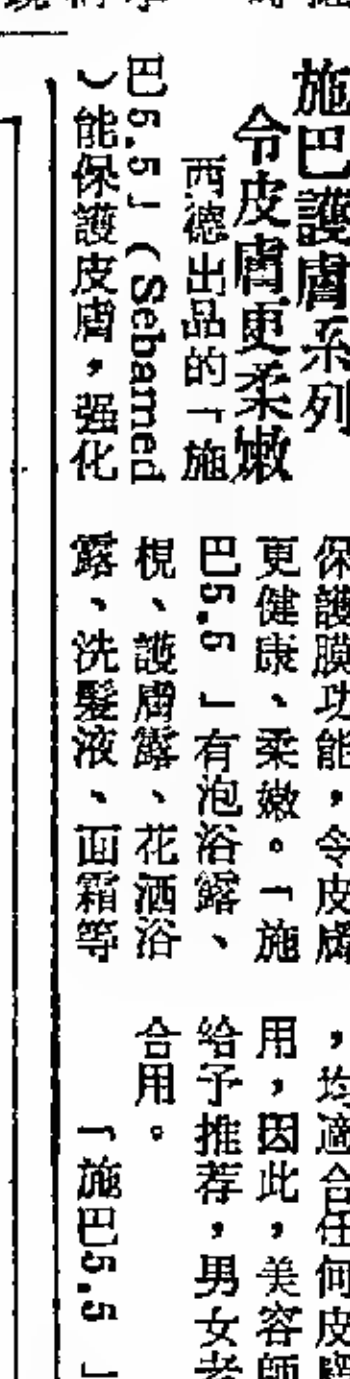 施巴護膚系列
令皮膚更柔嫩
西德出品的「施
巴5.5」（Sebamed
）能保護皮膚，强化
保護膜功能，令皮膚
更健康、柔嫩。「施
巴5.5」有泡浴露、
梘、護膚露、花洒浴
露、洗髮液、面霜等
，均適合任何皮膚
用，因此，美容師
給予推荐，男女老
合用。
「施巴5.5」